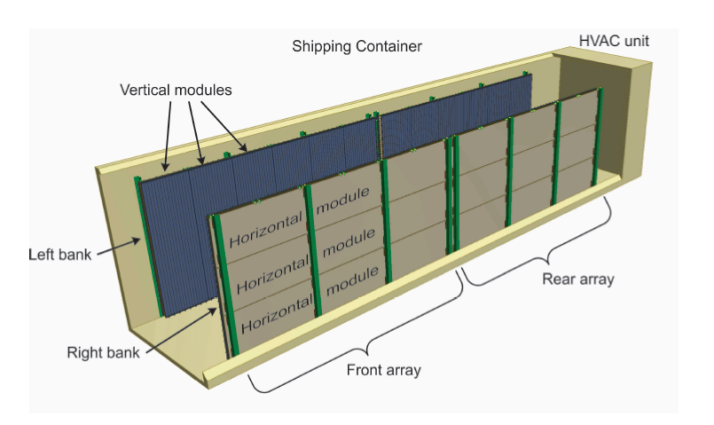 Shipping Container
HVAC unit
Vertical modules
Left bank
Horizontal module
Horizontal module
Horizontal module
Right bank
Rear array
Front array